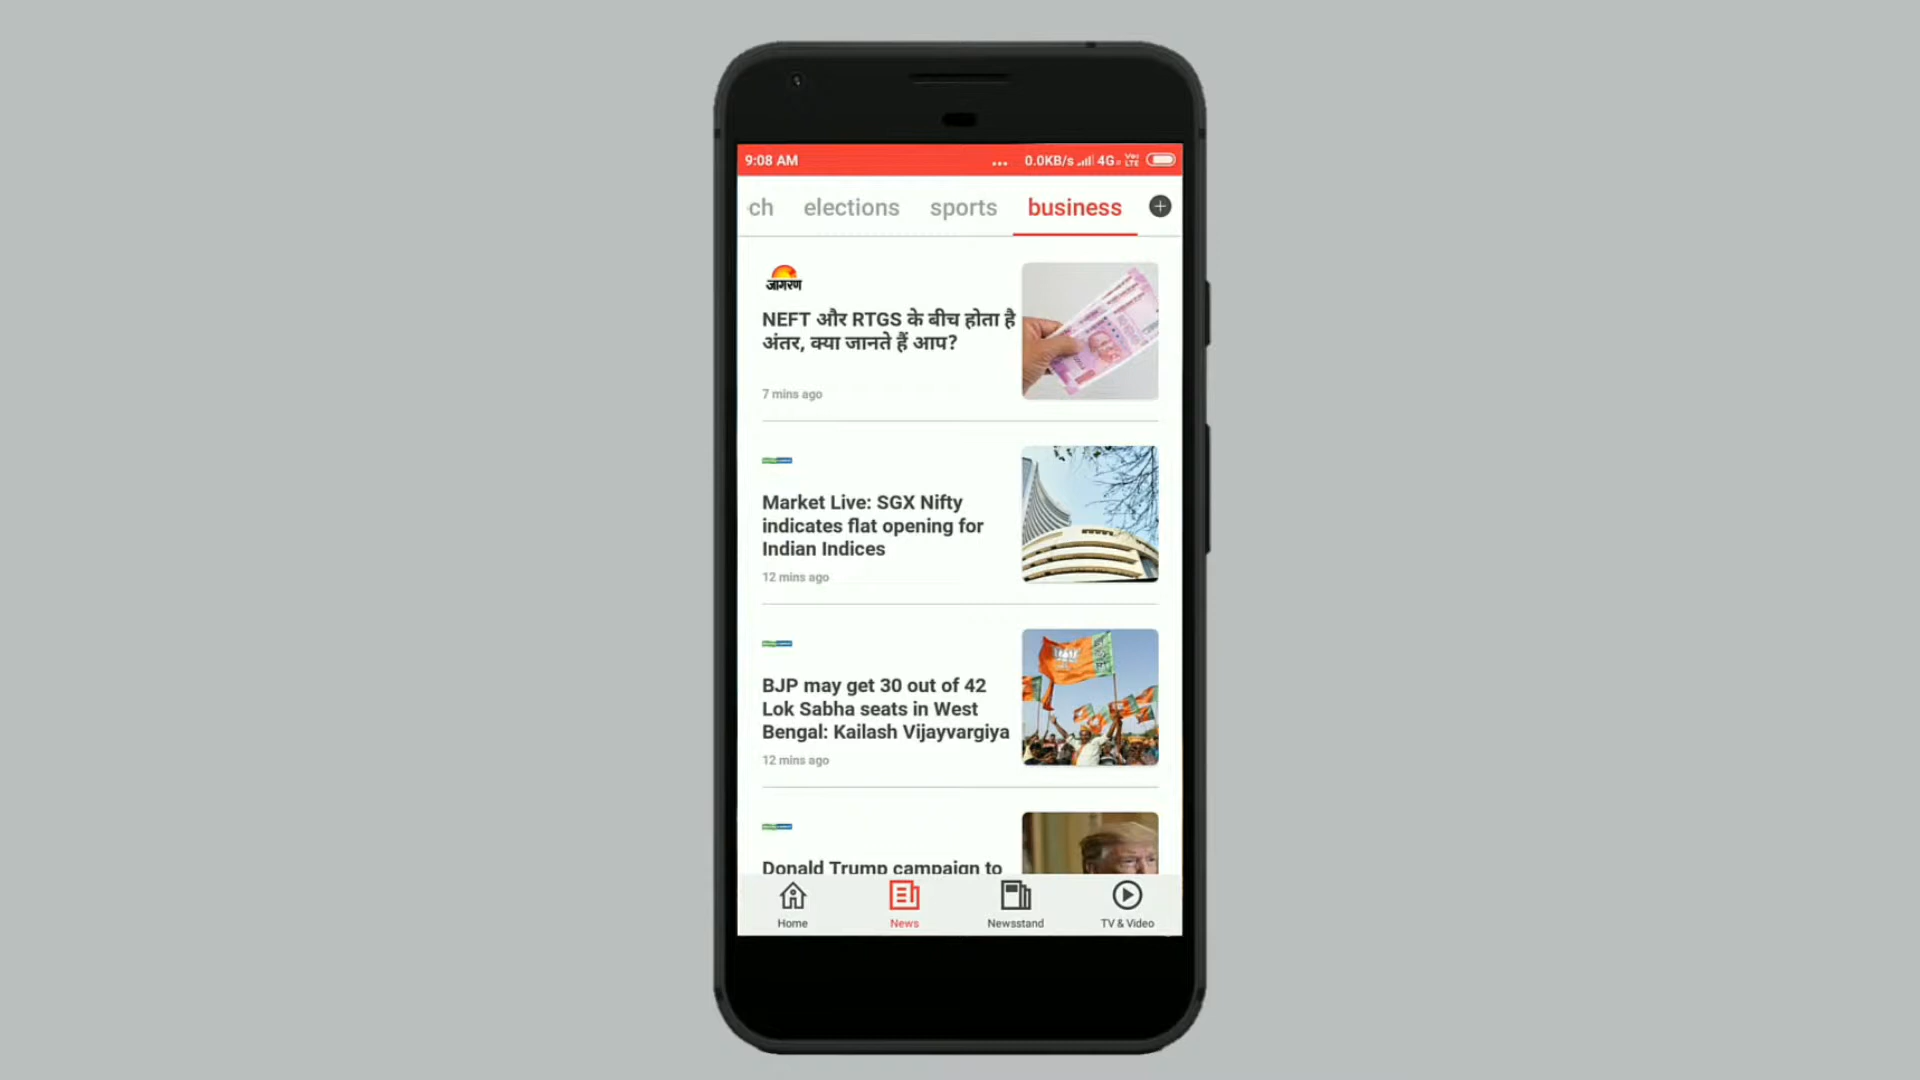 9:08 AM
... 0.0KB/s 4G VoLTE
ch elections sports business
जागरण
NEFT और RTGS के बीच होता है
अंतर, क्या जानते हैं आप?
7 mins ago
Market Live: SGX Nifty
indicates flat opening for
Indian Indices
12 mins ago
BJP may get 30 out of 42
Lok Sabha seats in West
Bengal: Kailash Vijayvargiya
12 mins ago
Donald Trump campaign to
Home News Newsstand TV & Video